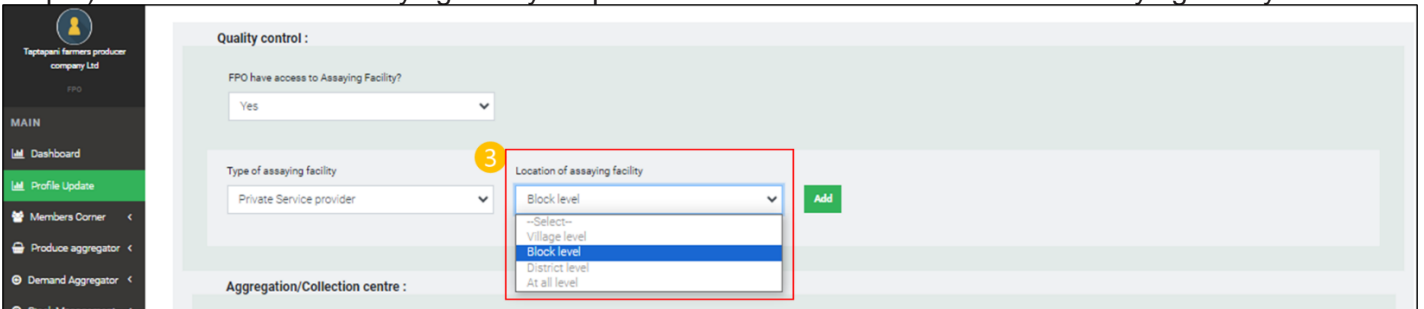 Taptapani farmers producer
company Ltd
FPO
MAIN
Dashboard
Profile Update
Members Corner
Produce aggregator
Demand Aggregator
Quality control :
FPO have access to Assaying Facility?
Yes
3
Type of assaying facility
Location of assaying facility
Private Service provider
Block level
Add
--Select--
Village level
Block level
District level
At all level
Aggregation/Collection centre :